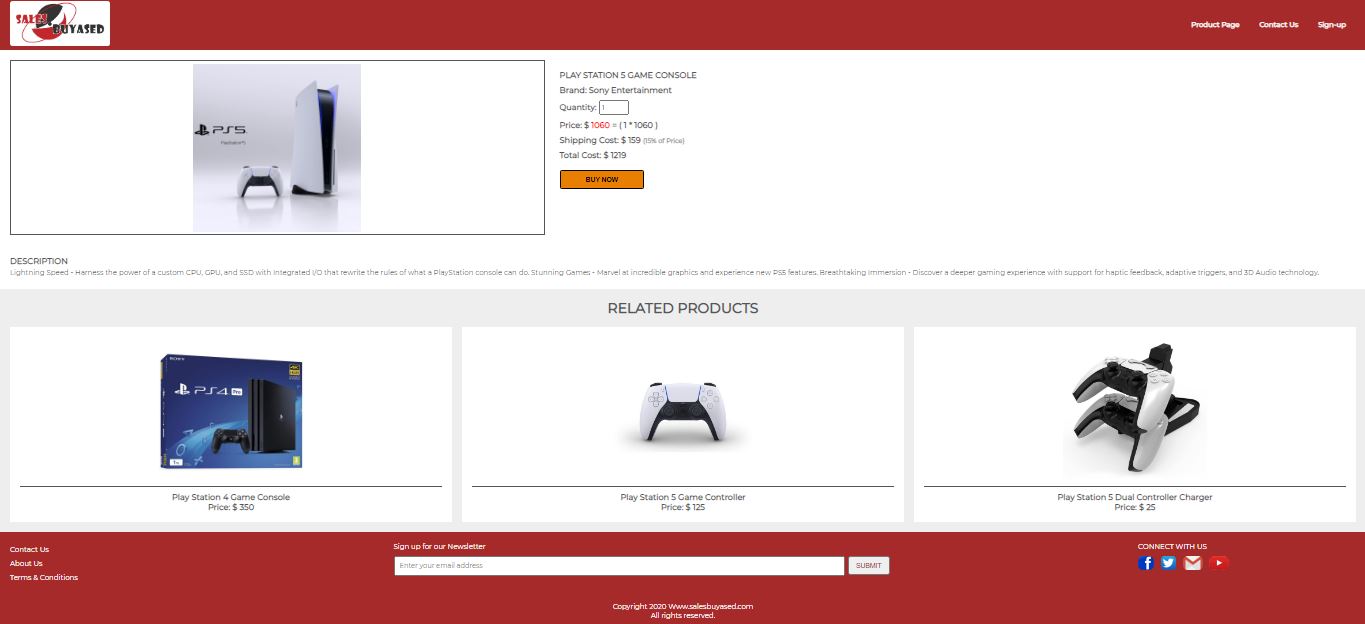 SALES
BUYASED
Product Page
Contact Us
Sign-up
PS5
PlayStation®5
PLAY STATION 5 GAME CONSOLE
Brand: Sony Entertainment
Quantity: 1
Price: $ 1060 = ( 1 * 1060 )
Shipping Cost: $ 159 (15% of Price)
Total Cost: $ 1219
BUY NOW
DESCRIPTION
Lightning Speed - Harness the power of a custom CPU, GPU, and SSD with Integrated I/O that rewrite the rules of what a PlayStation console can do. Stunning Games - Marvel at incredible graphics and experience new PS5 features. Breathtaking Immersion - Discover a deeper gaming experience with support for haptic feedback, adaptive triggers, and 3D Audio technology.
RELATED PRODUCTS
SONY
4K
PS4 Pro
1TB
Play Station 4 Game Console
Price: $ 350
Play Station 5 Game Controller
Price: $ 125
Play Station 5 Dual Controller Charger
Price: $ 25
Contact Us
About Us
Terms & Conditions
Sign up for our Newsletter
Enter your email address
SUBMIT
CONNECT WITH US
Copyright 2020 Www.salesbuyased.com
All rights reserved.